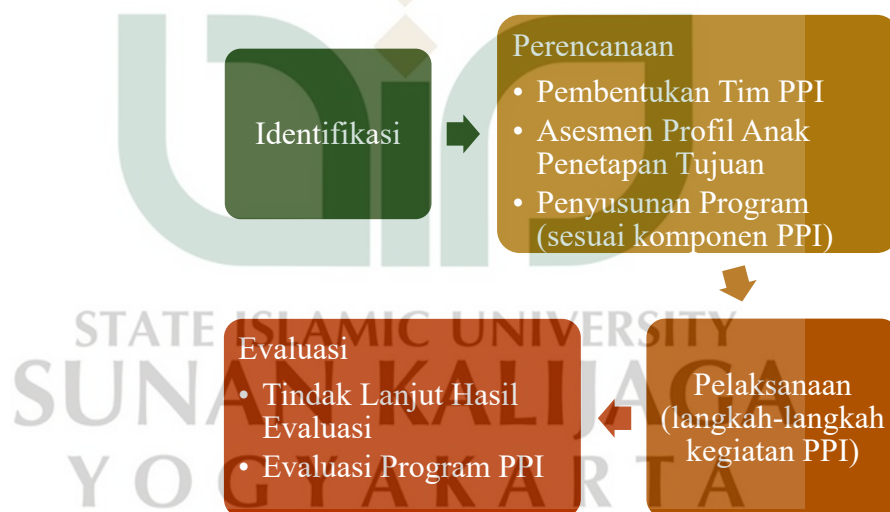 Identifikasi
Perencanaan
• Pembentukan Tim PPI
• Asesmen Profil Anak
Penetapan Tujuan
• Penyusunan Program
(sesuai komponen PPI)
Pelaksanaan
(langkah-langkah
kegiatan PPI)
Evaluasi
• Tindak Lanjut Hasil
Evaluasi
• Evaluasi Program PPI
STATE ISLAMIC UNIVERSITY
SUNAN KALIJAGA
YOGYAKARTA